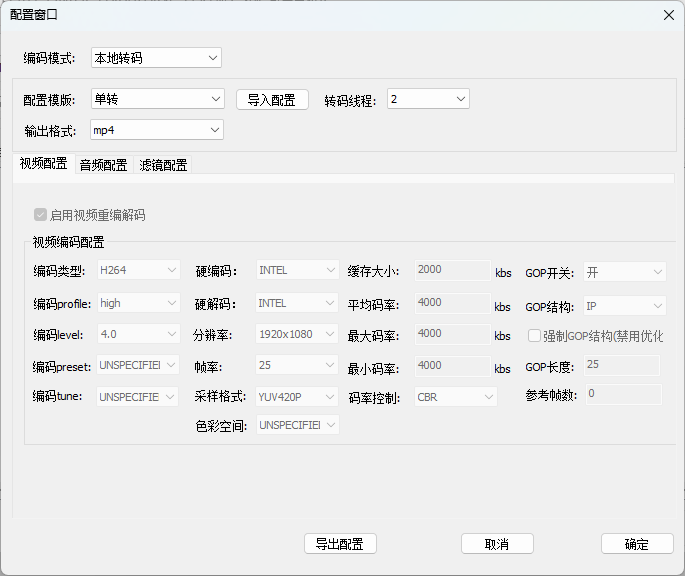 配置窗口
编码模式: 本地转码
配置模版: 单转 导入配置 转码线程: 2
输出格式: mp4
视频配置 音频配置 滤镜配置
启用视频重编解码
视频编码配置
编码类型: H264 硬编码: INTEL 缓存大小: 2000 kbs GOP开关: 开
编码profile: high 硬解码: INTEL 平均码率: 4000 kbs GOP结构: IP
编码level: 4.0 分辨率: 1920x1080 最大码率: 4000 kbs 强制GOP结构(禁用优化
编码preset: UNSPECIFIE 帧率: 25 最小码率: 4000 kbs GOP长度: 25
编码tune: UNSPECIFIE 采样格式: YUV420P 码率控制: CBR 参考帧数: 0
色彩空间: UNSPECIFIE
导出配置 取消 确定